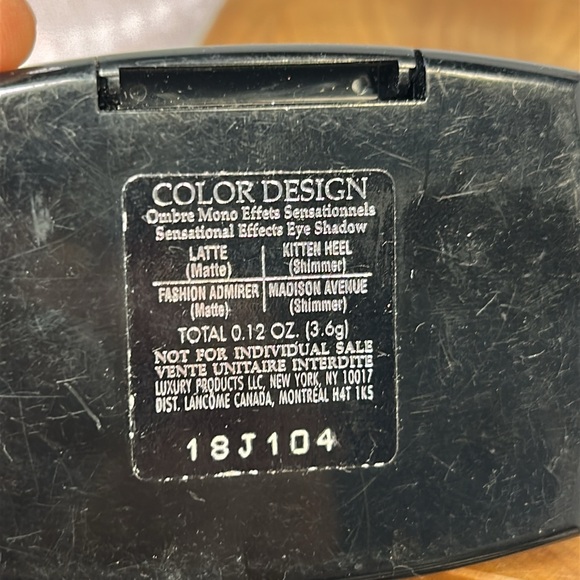 COLOR DESIGN
Ombre Mono Effets Sensationnels
Sensational Effects Eye Shadow
LATTE KITTEN HEEL
(Matte) (Shimmer)
FASHION ADMIRER MADISON AVENUE
(Matte) (Shimmer)
TOTAL 0.12 OZ. (3.6g)
NOT FOR INDIVIDUAL SALE
VENTE UNITAIRE INTERDITE
LUXURY PRODUCTS LLC, NEW YORK, NY 10017
DIST. LANCOME CANADA, MONTRÉAL H4T 1K5
18J104